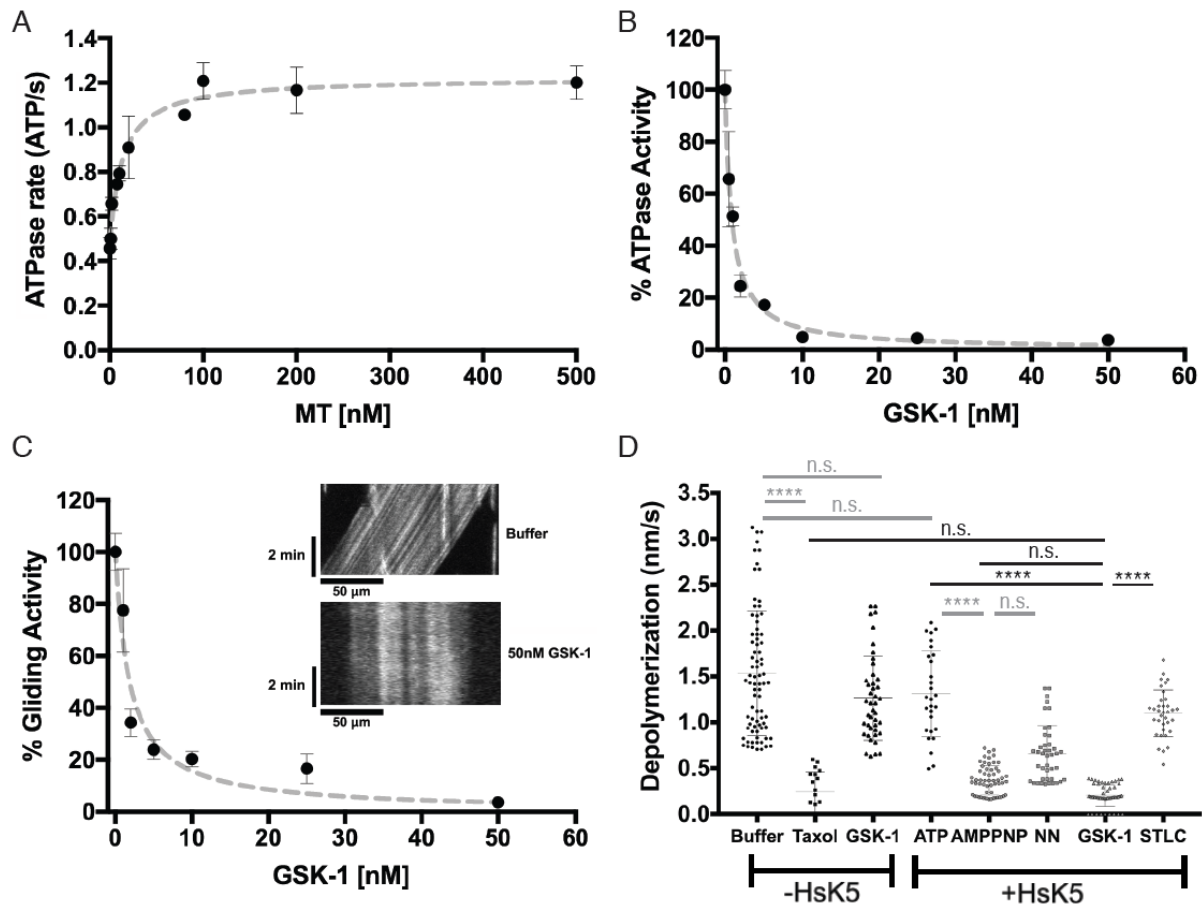 A
ATPase rate (ATP/s)
1.4
1.2
1.0
0.8
0.6
0.4
0.2
0.0
0 100 200 300 400 500
MT [nM]
B
% ATPase Activity
120
100
80
60
40
20
0
0 10 20 30 40 50 60
GSK-1 [nM]
C
% Gliding Activity
120
100
80
60
40
20
0
0 10 20 30 40 50 60
GSK-1 [nM]
2 min
50 µm
Buffer
2 min
50 µm
50nM GSK-1
D
Depolymerization (nm/s)
3.5
3.0
2.5
2.0
1.5
1.0
0.5
0.0
n.s.
****
n.s.
n.s.
n.s.
**** ****
**** n.s.
Buffer Taxol GSK-1 ATP AMPPNP NN GSK-1 STLC
-HsK5 +HsK5